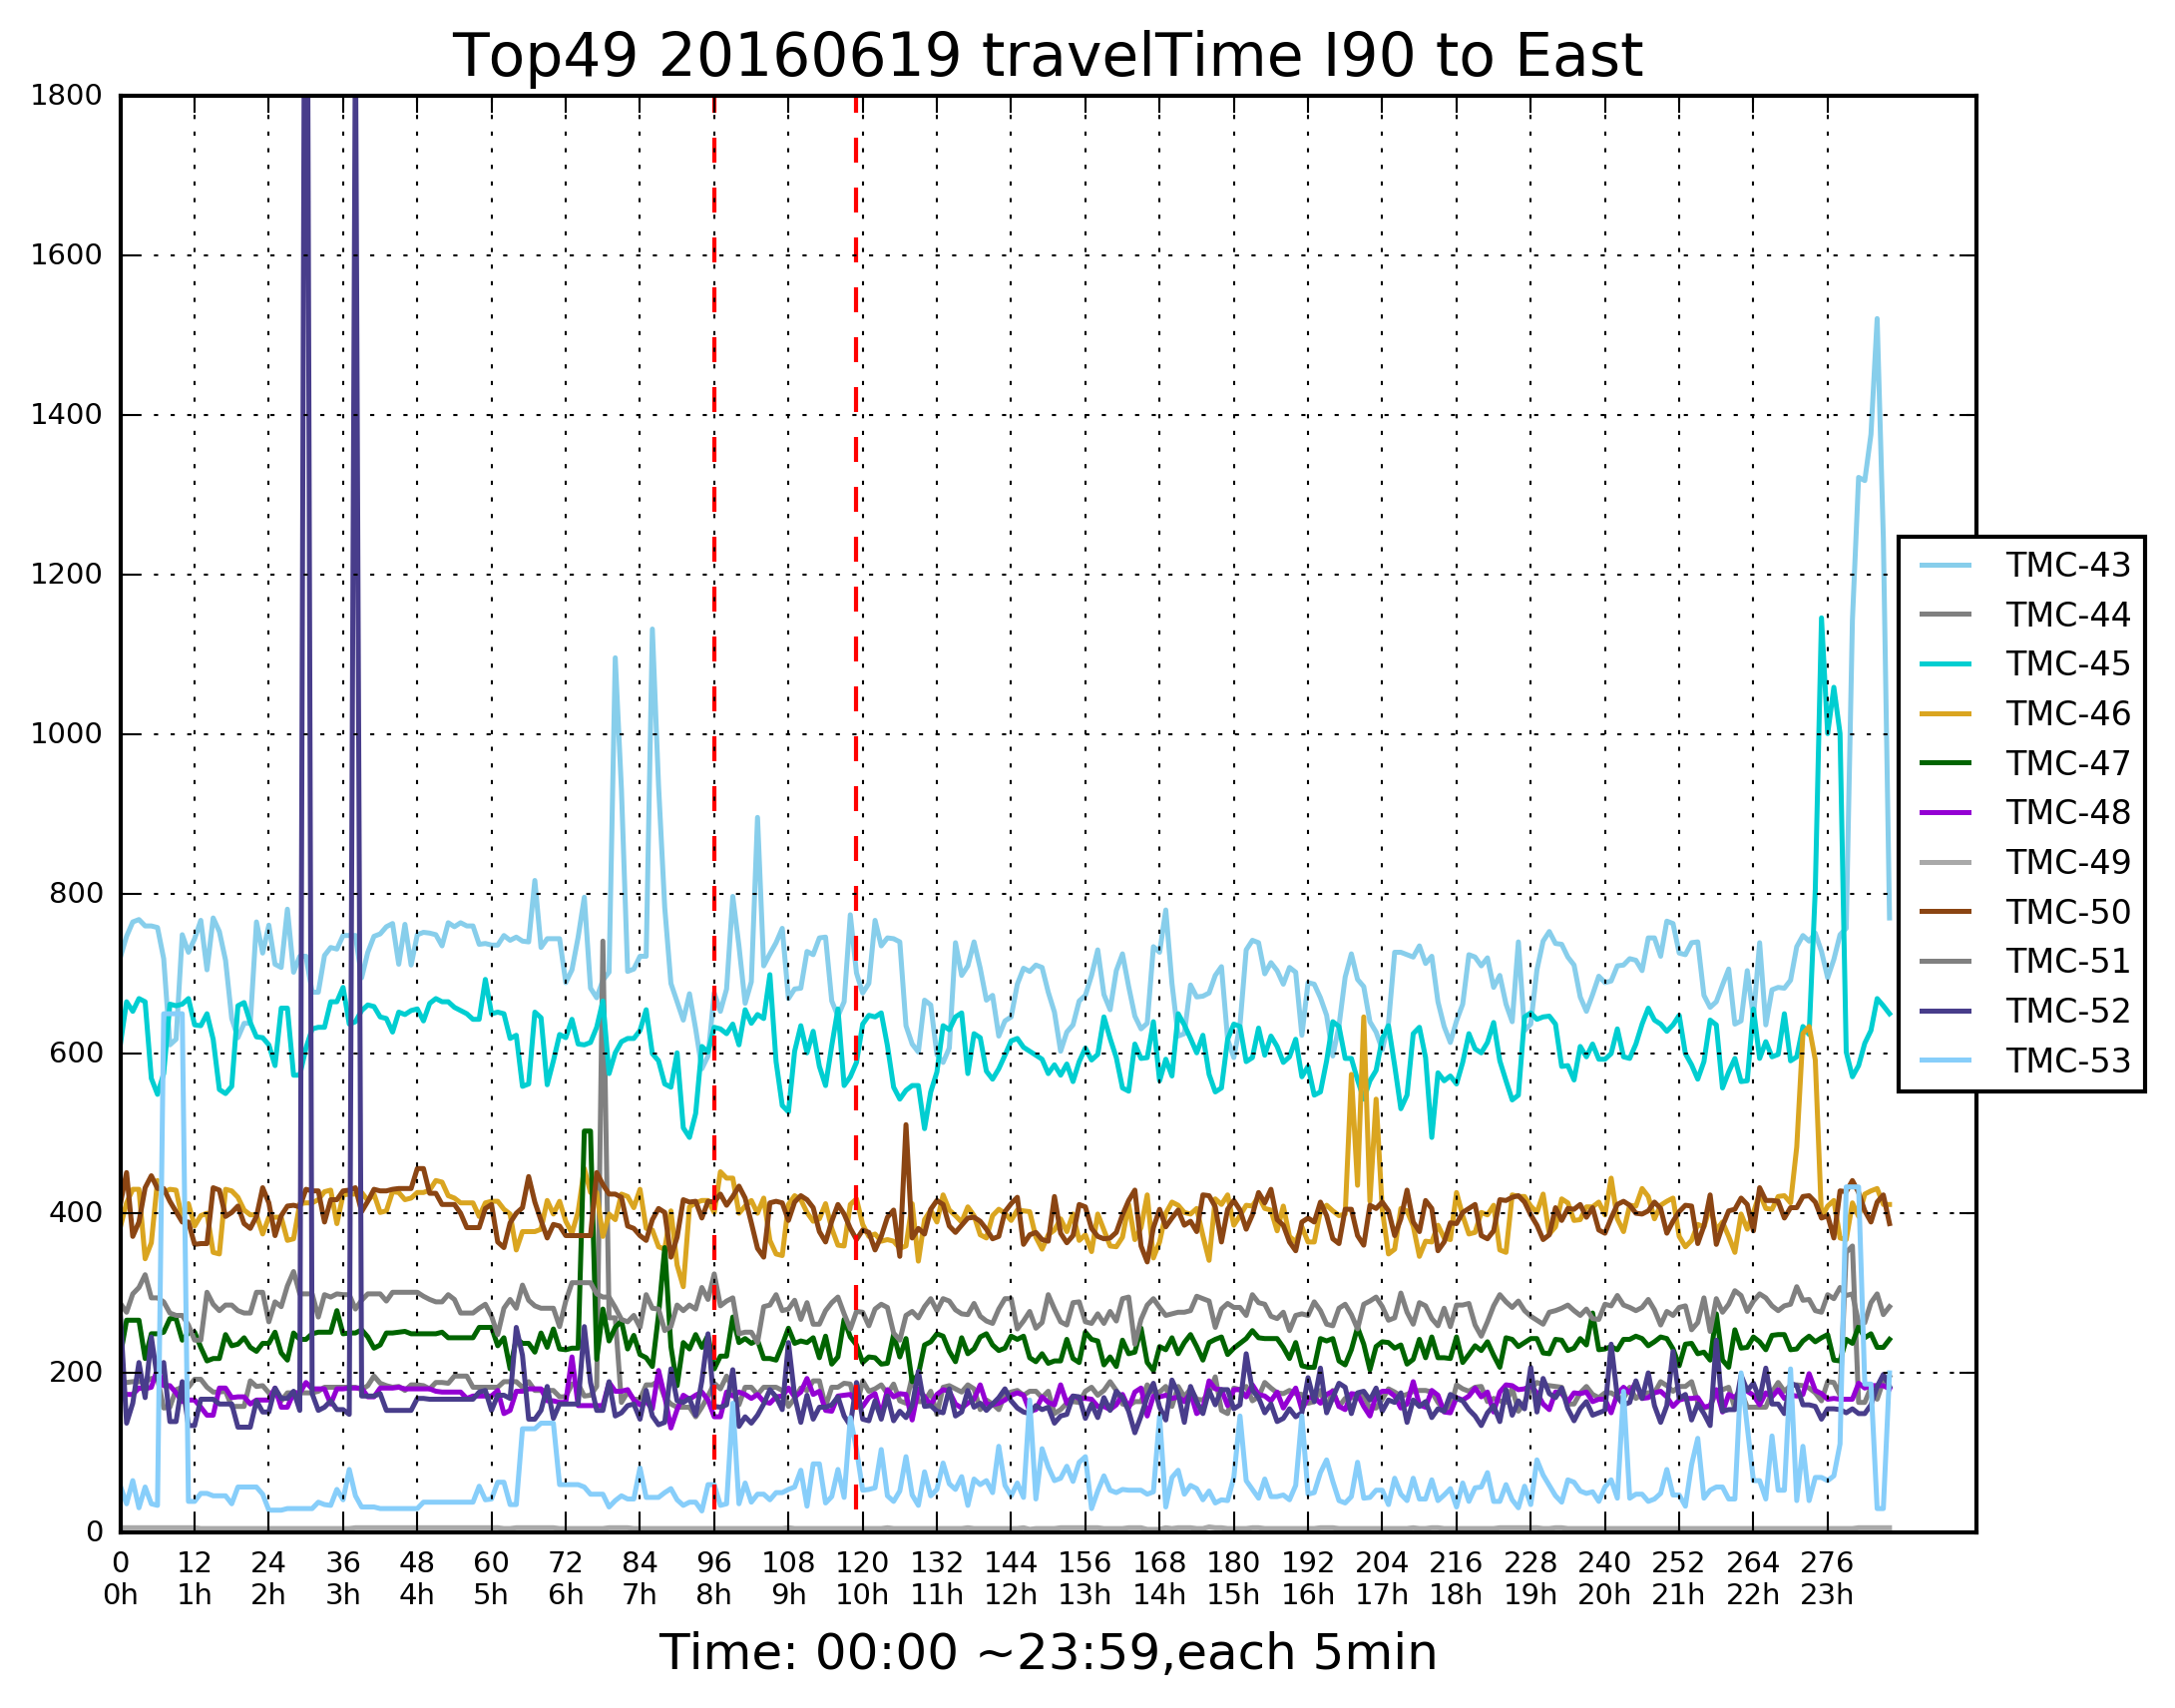 Top49 20160619 travelTime I90 to East
1800
1600
1400
1200
1000
800
600
400
200
0
TMC-43
TMC-44
TMC-45
TMC-46
TMC-47
TMC-48
TMC-49
TMC-50
TMC-51
TMC-52
TMC-53
0 12 24 36 48 60 72 84 96 108 120 132 144 156 168 180 192 204 216 228 240 252 264 276
0h 1h 2h 3h 4h 5h 6h 7h 8h 9h 10h 11h 12h 13h 14h 15h 16h 17h 18h 19h 20h 21h 22h 23h
Time: 00:00 ~23:59,each 5min